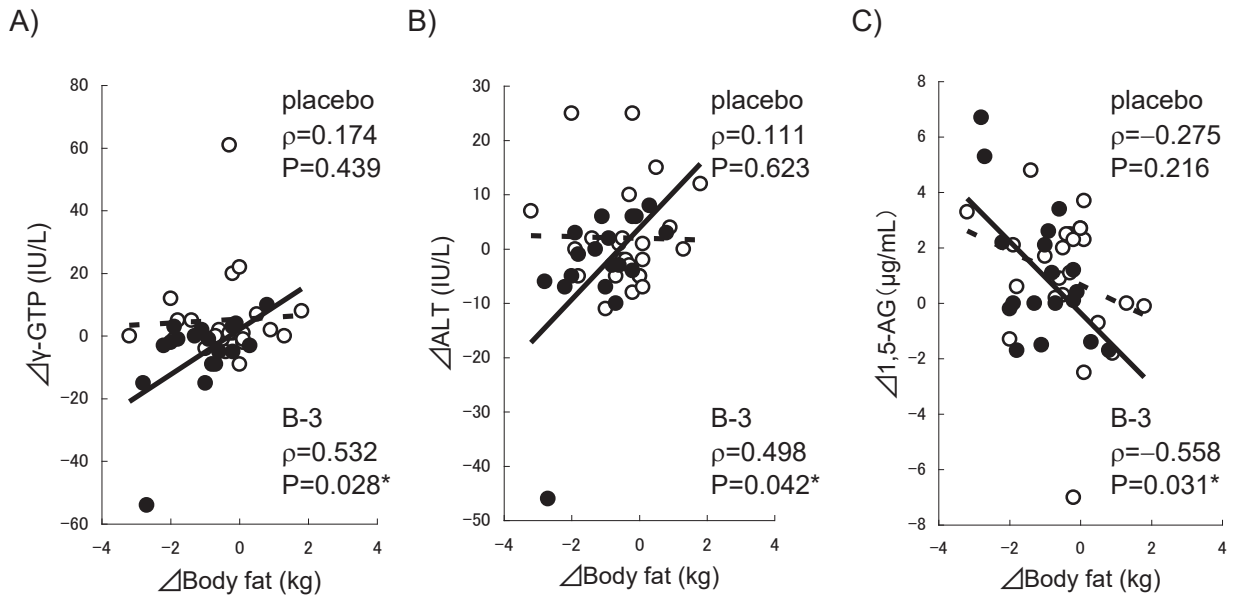 A)
B)
C)
80
60
40
20
0
−20
−40
−60
−4
−2
0
2
4
⊿γ-GTP (IU/L)
⊿Body fat (kg)
placebo
ρ=0.174
P=0.439
B-3
ρ=0.532
P=0.028*
30
20
10
0
−10
−20
−30
−40
−50
−4
−2
0
2
4
⊿ALT (IU/L)
⊿Body fat (kg)
placebo
ρ=0.111
P=0.623
B-3
ρ=0.498
P=0.042*
8
6
4
2
0
−2
−4
−6
−8
−4
−2
0
2
4
⊿1,5-AG (μg/mL)
⊿Body fat (kg)
placebo
ρ=−0.275
P=0.216
B-3
ρ=−0.558
P=0.031*